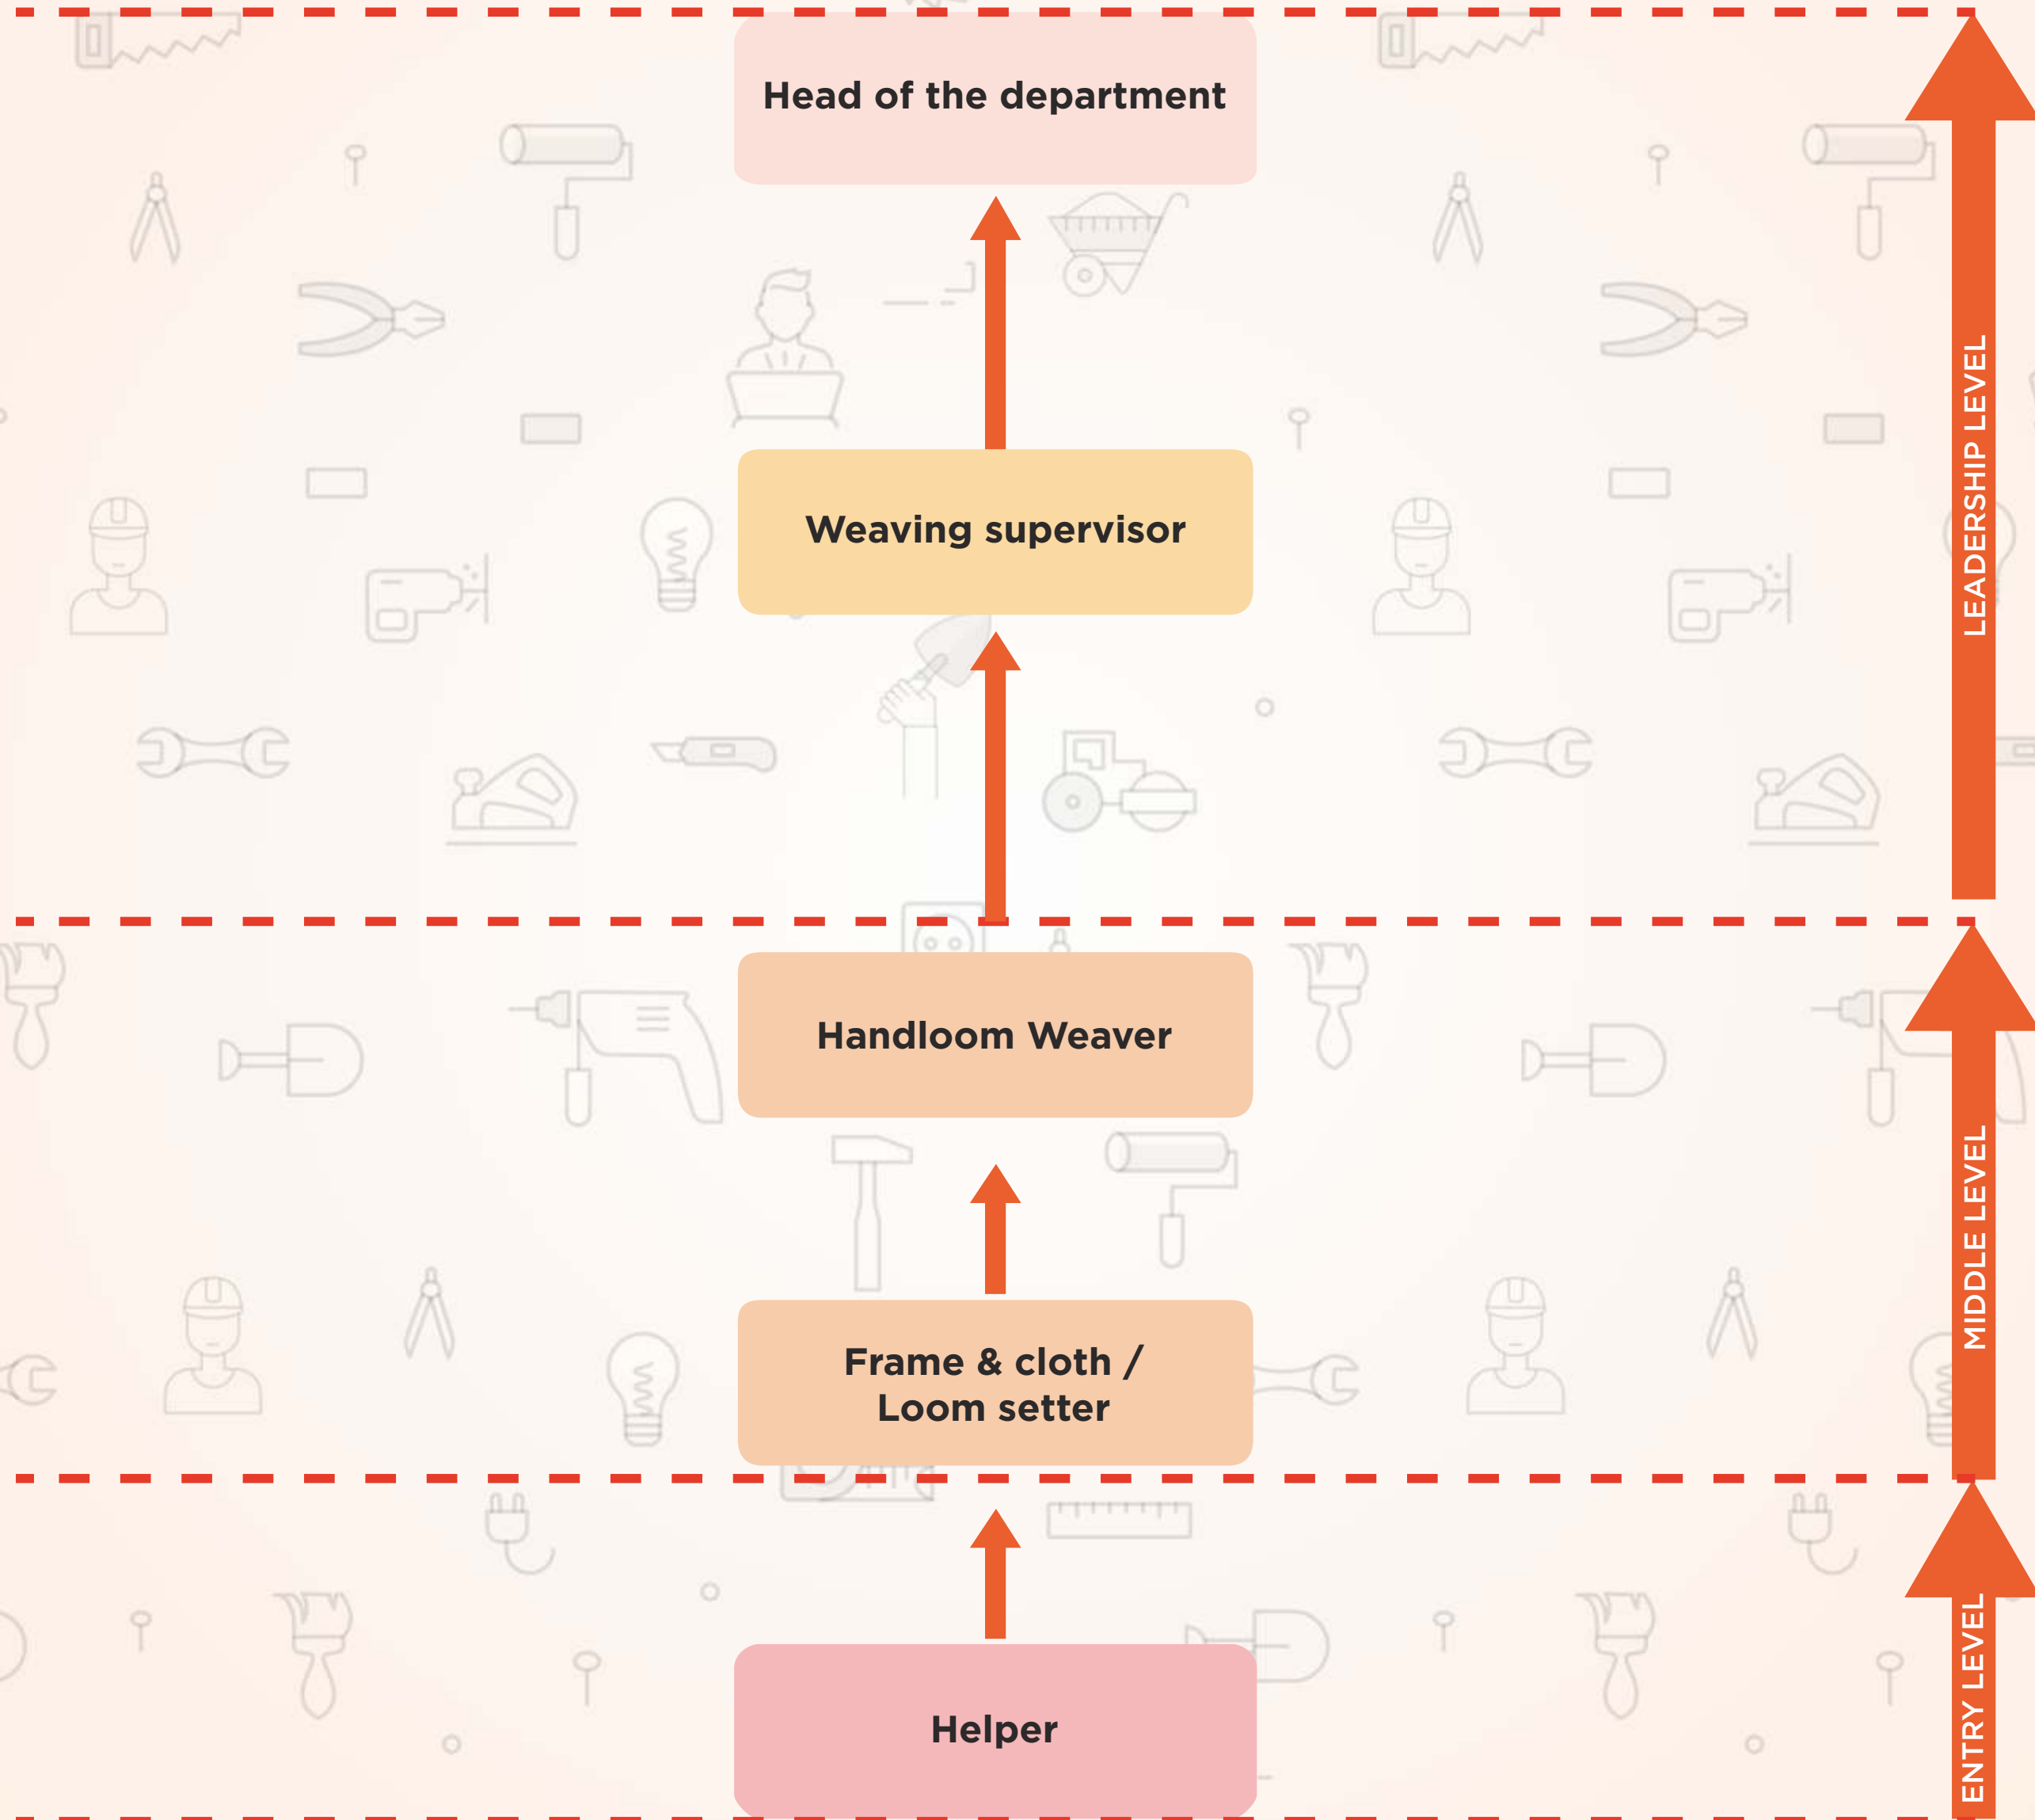 Head of the department
LEADERSHIP LEVEL
Weaving supervisor
Handloom Weaver
MIDDLE LEVEL
Frame & cloth /
Loom setter
ENTRY LEVEL
Helper